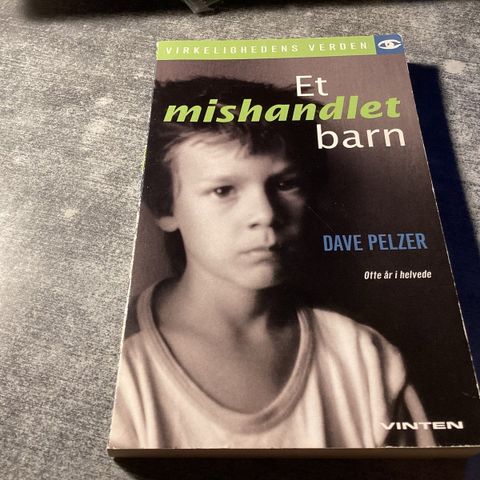 VIRKELIGHEDENS VERDEN
Et
mishandlet
barn
DAVE PELZER
Otte år i helvede
VINTEN